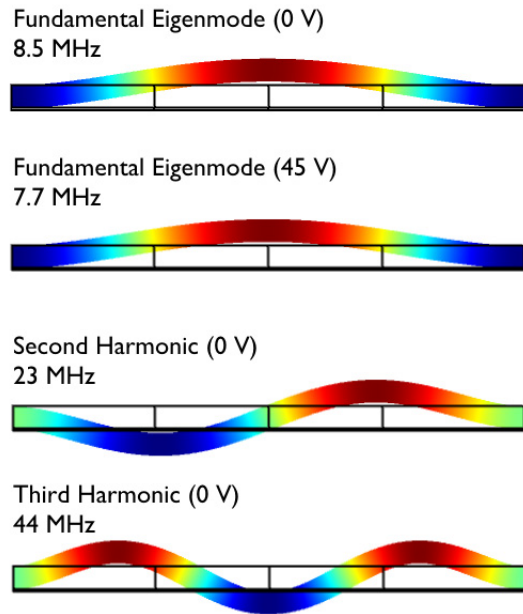 Fundamental Eigenmode (0 V)
8.5 MHz
Fundamental Eigenmode (45 V)
7.7 MHz
Second Harmonic (0 V)
23 MHz
Third Harmonic (0 V)
44 MHz